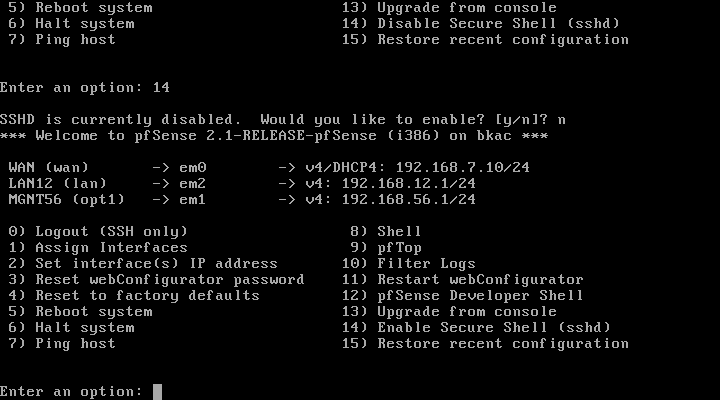 5) Reboot system                       13) Upgrade from console
6) Halt system                         14) Disable Secure Shell (sshd)
7) Ping host                           15) Restore recent configuration
Enter an option: 14
SSHD is currently disabled.  Would you like to enable? [y/n]? n
*** Welcome to pfSense 2.1-RELEASE-pfSense (i386) on bkac ***
WAN (wan)       -> em0        -> v4/DHCP4: 192.168.7.10/24
LAN12 (lan)     -> em2        -> v4: 192.168.12.1/24
MGNT56 (opt1)   -> em1        -> v4: 192.168.56.1/24
0) Logout (SSH only)                   8) Shell
1) Assign Interfaces                   9) pfTop
2) Set interface(s) IP address        10) Filter Logs
3) Reset webConfigurator password     11) Restart webConfigurator
4) Reset to factory defaults          12) pfSense Developer Shell
5) Reboot system                      13) Upgrade from console
6) Halt system                        14) Enable Secure Shell (sshd)
7) Ping host                          15) Restore recent configuration
Enter an option: